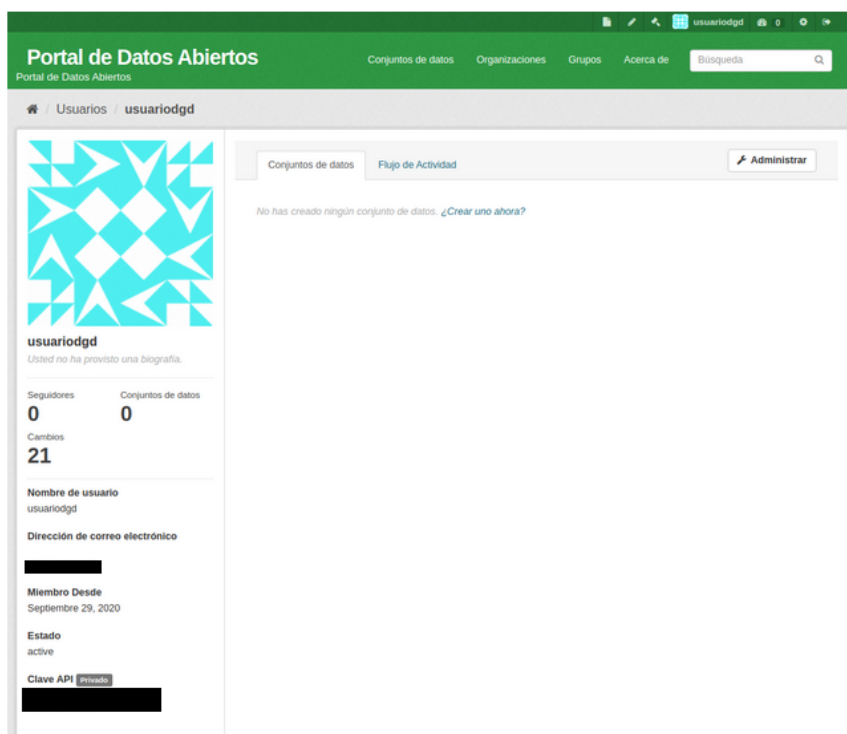 usuariodgd 0
Portal de Datos Abiertos
Portal de Datos Abiertos
Conjuntos de datos Organizaciones Grupos Acerca de Búsqueda
/ Usuarios / usuariodgd
Conjuntos de datos Flujo de Actividad Administrar
No has creado ningún conjunto de datos. ¿Crear uno ahora?
usuariodgd
Usted no ha provisto una biografía.
Seguidores Conjuntos de datos
0 0
Cambios
21
Nombre de usuario
usuariodgd
Dirección de correo electrónico
Miembro Desde
Septiembre 29, 2020
Estado
active
Clave API Privado